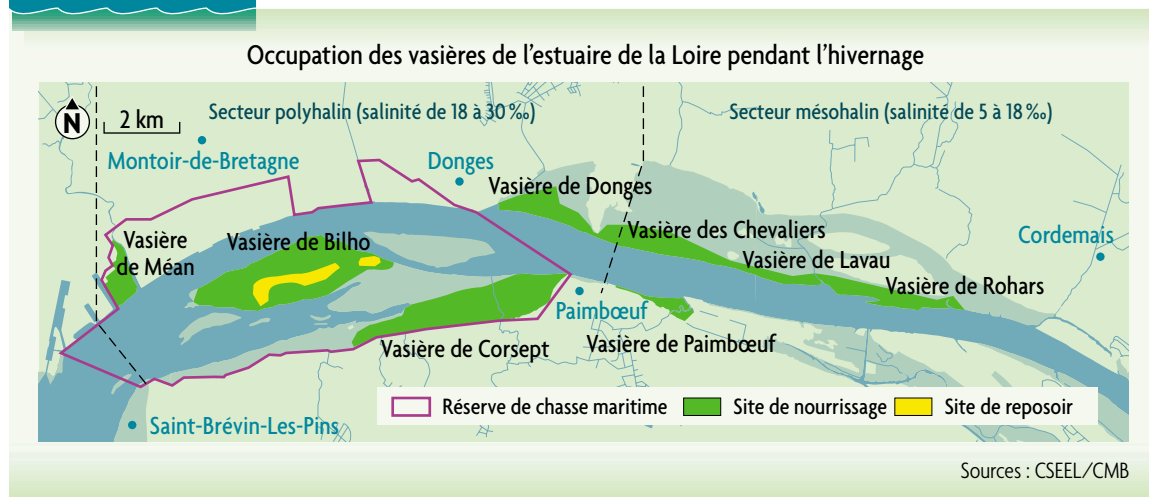 Occupation des vasières de l'estuaire de la Loire pendant l'hivernage
N
2 km
Secteur polyhalin (salinité de 18 à 30 ‰)
Secteur mésohalin (salinité de 5 à 18 ‰)
Montoir-de-Bretagne
Donges
Vasière de Donges
Vasière
de Méan
Vasière de Bilho
Vasière des Chevaliers
Cordemais
Vasière de Lavau
Vasière de Rohars
Paimbœuf
Vasière de Corsept
Vasière de Paimbœuf
Réserve de chasse maritime
Site de nourrissage
Site de reposoir
Saint-Brévin-Les-Pins
Sources : CSEEL/CMB